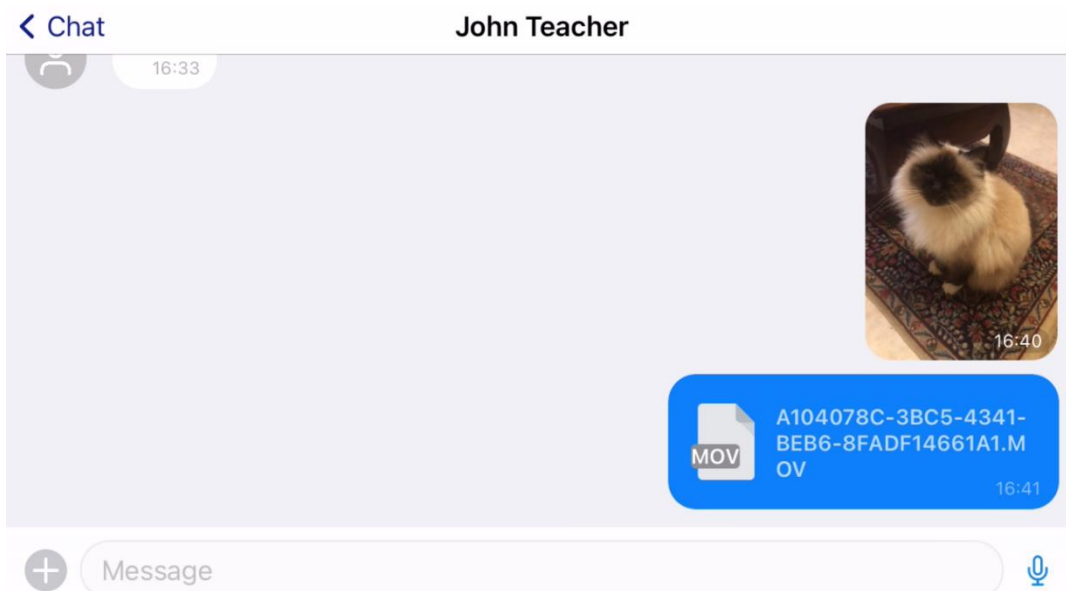 Chat
John Teacher
16:33
16:40
MOV
A104078C-3BC5-4341-
BEB6-8FADF14661A1.M
OV
16:41
Message